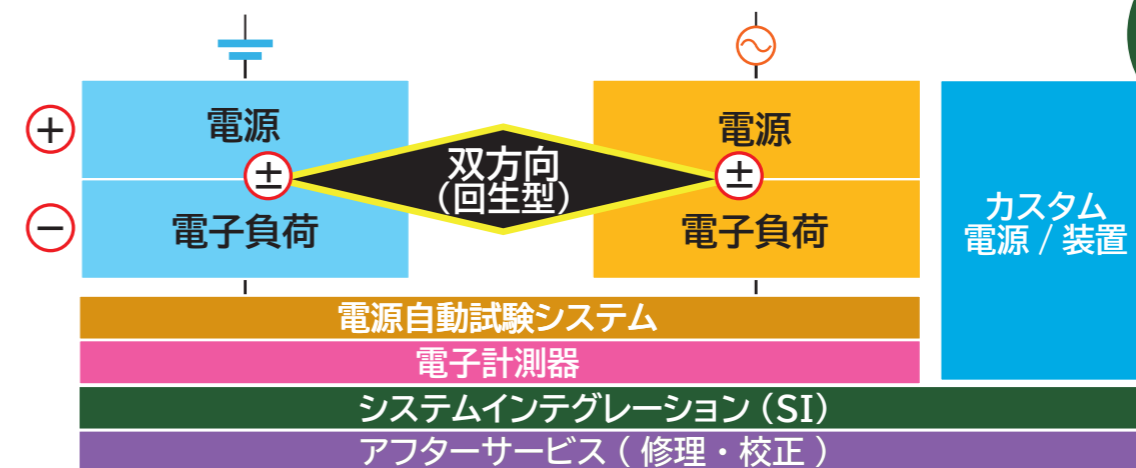 +
電源
電源
双方向
(回生型)
±
±
−
電子負荷
電子負荷
カスタム
電源 / 装置
電源自動試験システム
電子計測器
システムインテグレーション（SI）
アフターサービス（ 修理・校正 ）